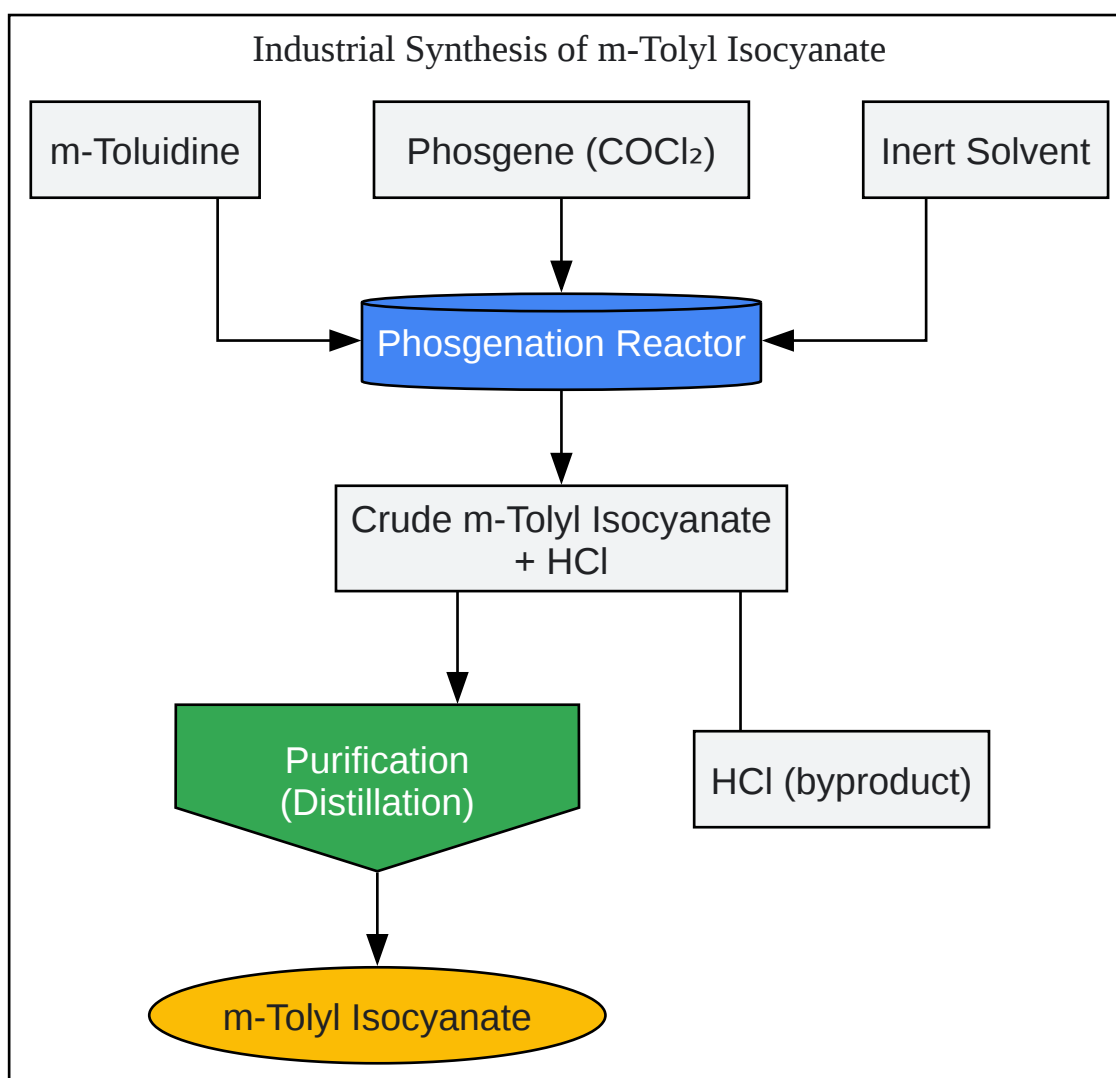 Industrial Synthesis of m-Tolyl Isocyanate
m-Toluidine
Phosgene (COCl₂)
Inert Solvent
Phosgenation Reactor
Crude m-Tolyl Isocyanate
+ HCl
Purification
(Distillation)
HCl (byproduct)
m-Tolyl Isocyanate